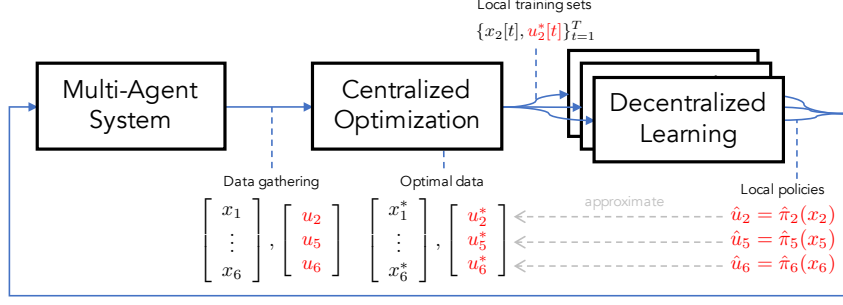 Local training sets
{x₂[t], u₂*[t]}ᵀₜ₌₁
Multi-Agent
System
Centralized
Optimization
Decentralized
Learning
Data gathering
Optimal data
Local policies
[x₁ ⋮ x₆], [u₂ u₅ u₆]
[x₁* ⋮ x₆*], [u₂* u₅* u₆*]
approximate
û₂ = π̂₂(x₂)
û₅ = π̂₅(x₅)
û₆ = π̂₆(x₆)